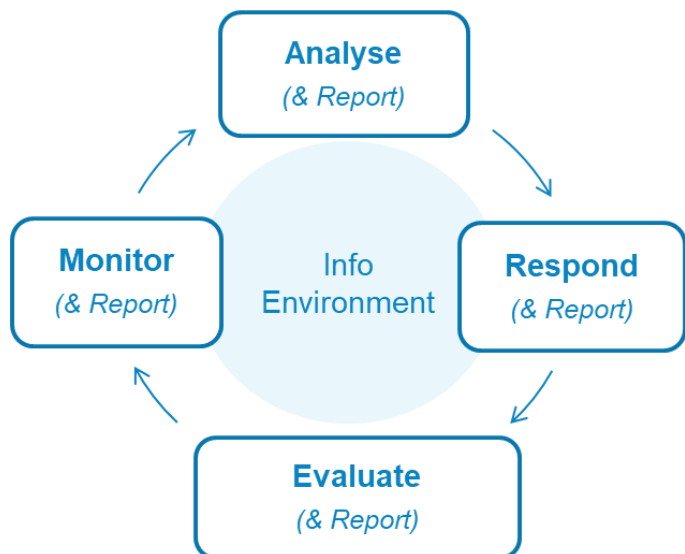 Analyse
(& Report)
Monitor
(& Report)
Info
Environment
Respond
(& Report)
Evaluate
(& Report)